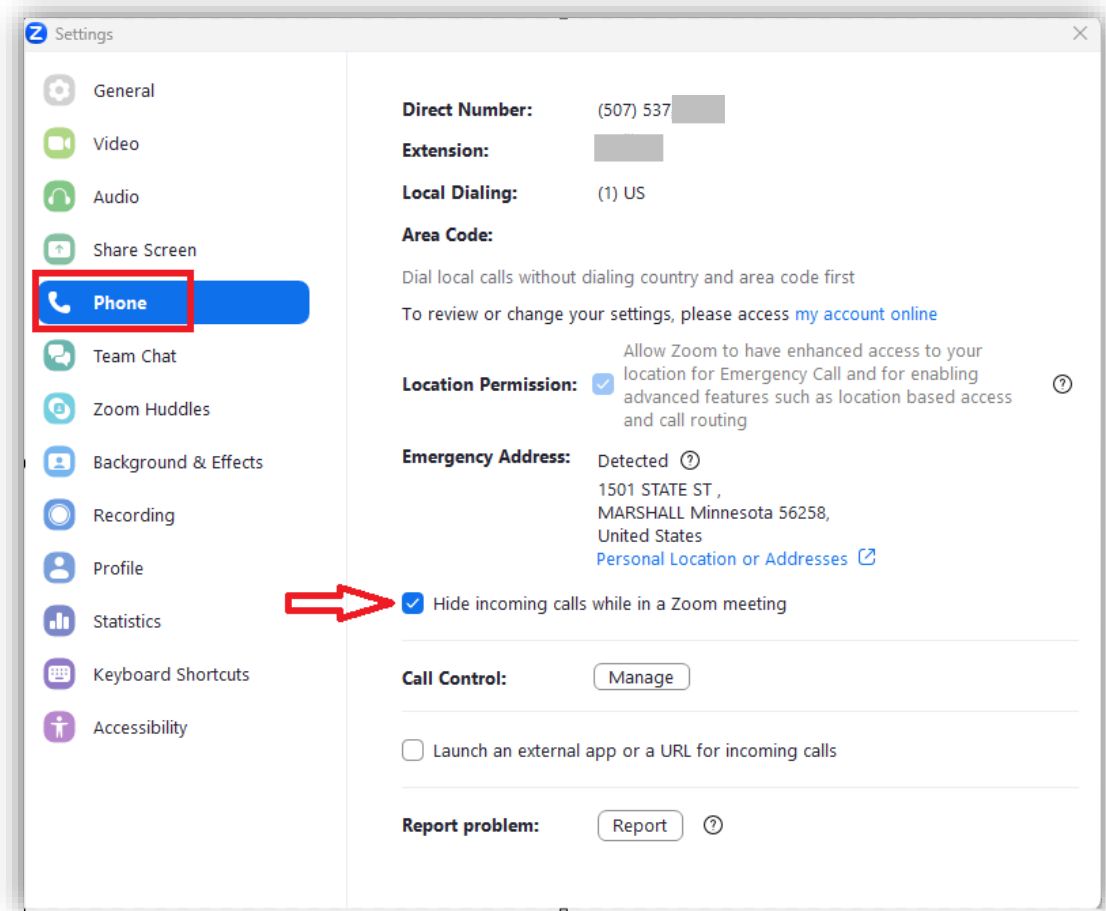 Settings
General
Video
Audio
Share Screen
Phone
Team Chat
Zoom Huddles
Background & Effects
Recording
Profile
Statistics
Keyboard Shortcuts
Accessibility
Direct Number: (507) 537
Extension:
Local Dialing: (1) US
Area Code:
Dial local calls without dialing country and area code first
To review or change your settings, please access my account online
Location Permission: Allow Zoom to have enhanced access to your
location for Emergency Call and for enabling
advanced features such as location based access
and call routing
Emergency Address: Detected
1501 STATE ST ,
MARSHALL Minnesota 56258,
United States
Personal Location or Addresses
Hide incoming calls while in a Zoom meeting
Call Control: Manage
Launch an external app or a URL for incoming calls
Report problem: Report